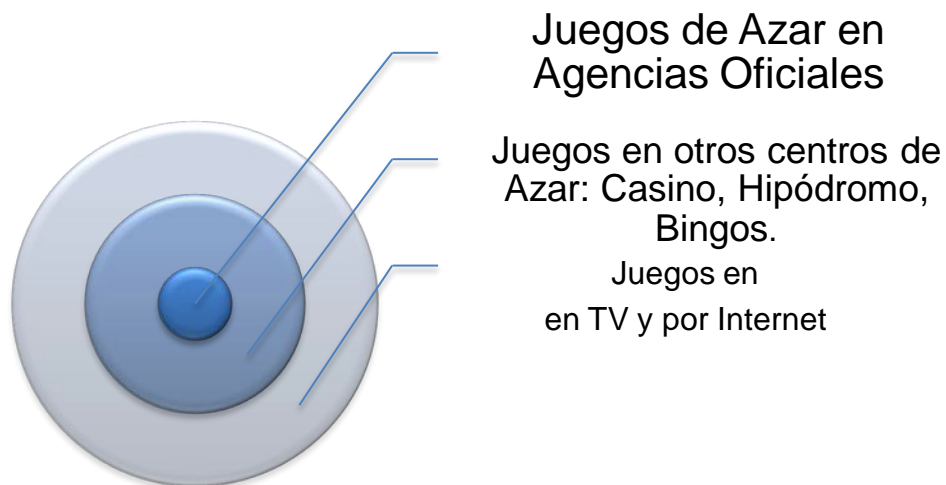 Juegos de Azar en
Agencias Oficiales
Juegos en otros centros de
Azar: Casino, Hipódromo,
Bingos.
Juegos en
en TV y por Internet